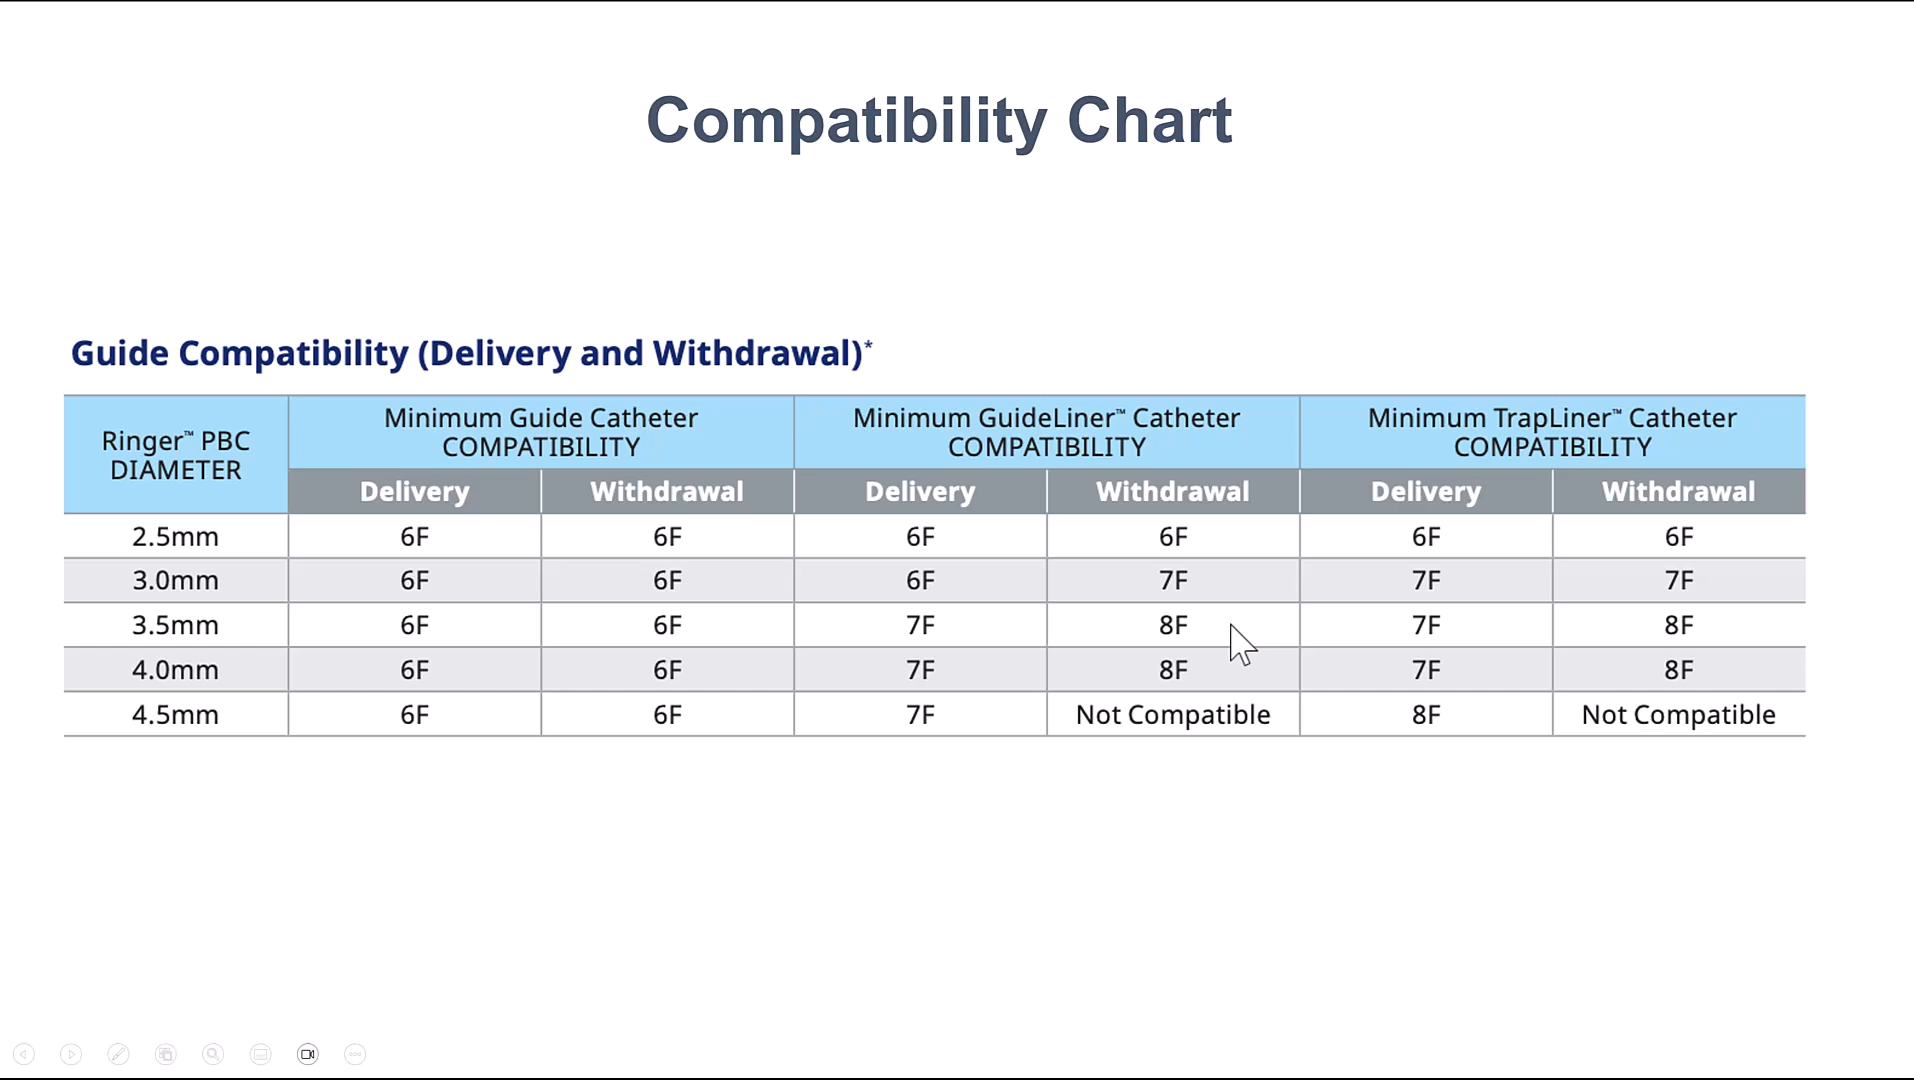 Compatibility Chart
Guide Compatibility (Delivery and Withdrawal)*
Ringer™ PBC DIAMETER
Minimum Guide Catheter COMPATIBILITY
Minimum GuideLiner™ Catheter COMPATIBILITY
Minimum TrapLiner™ Catheter COMPATIBILITY
Delivery Withdrawal Delivery Withdrawal Delivery Withdrawal
2.5mm 6F 6F 6F 6F 6F 6F
3.0mm 6F 6F 6F 7F 7F 7F
3.5mm 6F 6F 7F 8F 7F 8F
4.0mm 6F 6F 7F 8F 7F 8F
4.5mm 6F 6F 7F Not Compatible 8F Not Compatible